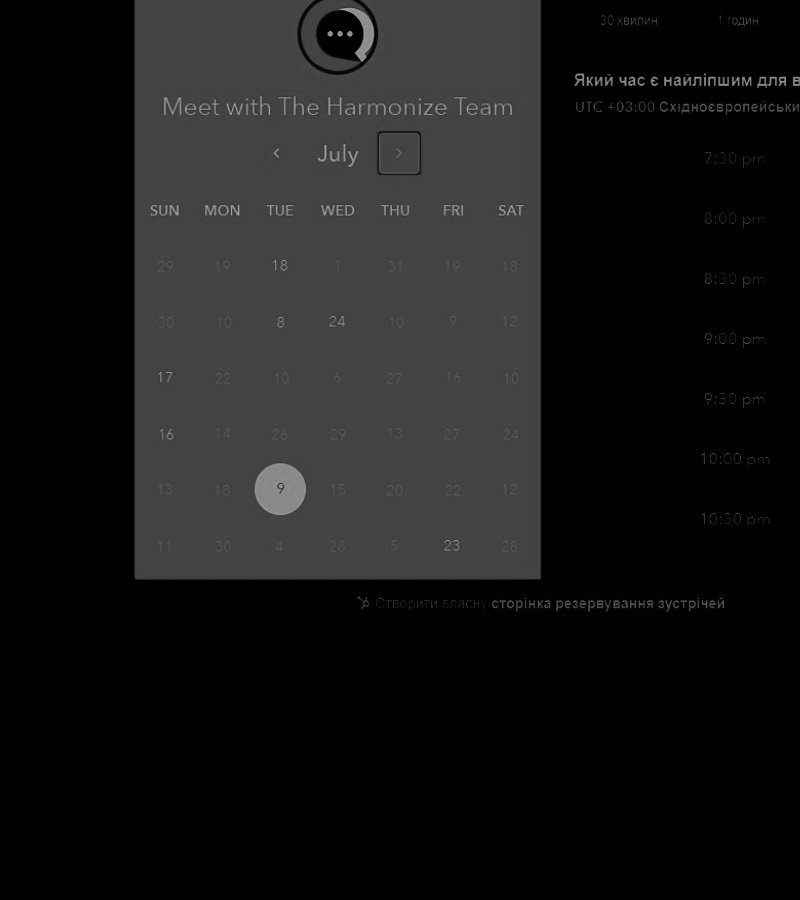 30 хвилин 1 годин
Meet with The Harmonize Team
Який час є найліпшим для в
UTC +03:00 Східноєвропейськи
July
7:30 pm
8:00 pm
8:30 pm
9:00 pm
9:30 pm
10:00 pm
10:30 pm
SUN MON TUE WED THU FRI SAT
29 19 18 1 31 19 18
30 10 8 24 10 9 12
17 22 10 6 27 16 10
16 14 26 29 13 27 24
13 18 9 15 20 22 12
11 30 4 28 5 23 28
Створити власну сторінка резервування зустрічей